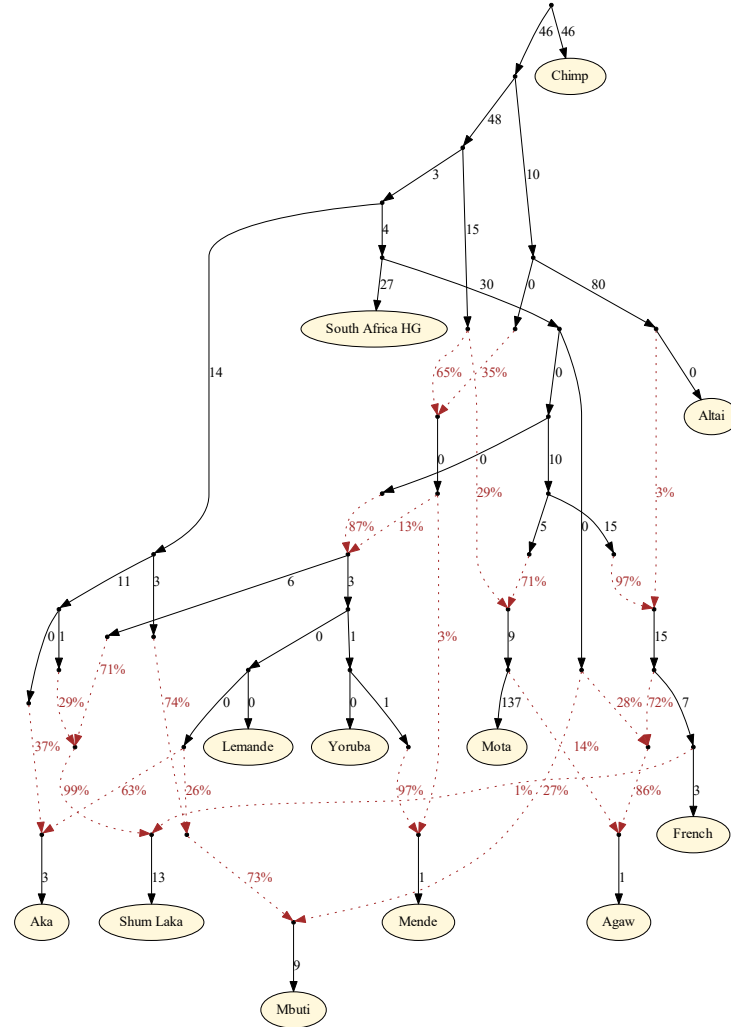 46 46
Chimp
48
3 10
4 15
27 30 0 80
South Africa HG
14 65% 35% 0 0
Altai
0 0 10
29% 3%
87% 13% 5 0 15
97%
11 3 6 3 71%
0 1 0 1 9 15
71% 3%
29% 74% 28% 72% 7
0 0 0 1 137
Lemande Yoruba Mota
37% 14%
99% 63% 26% 97% 1% 27% 86% 3
French
3 13 73% 1 1
Aka Shum Laka Mende Agaw
9
Mbuti